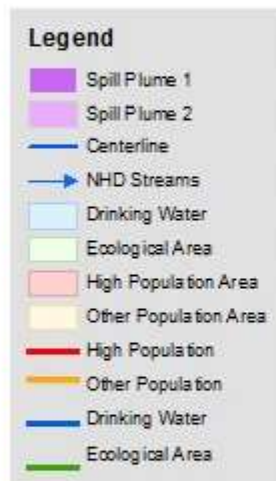 Legend
Spill Plume 1
Spill Plume 2
Centerline
NHD Streams
Drinking Water
Ecological Area
High Population Area
Other Population Area
High Population
Other Population
Drinking Water
Ecological Area